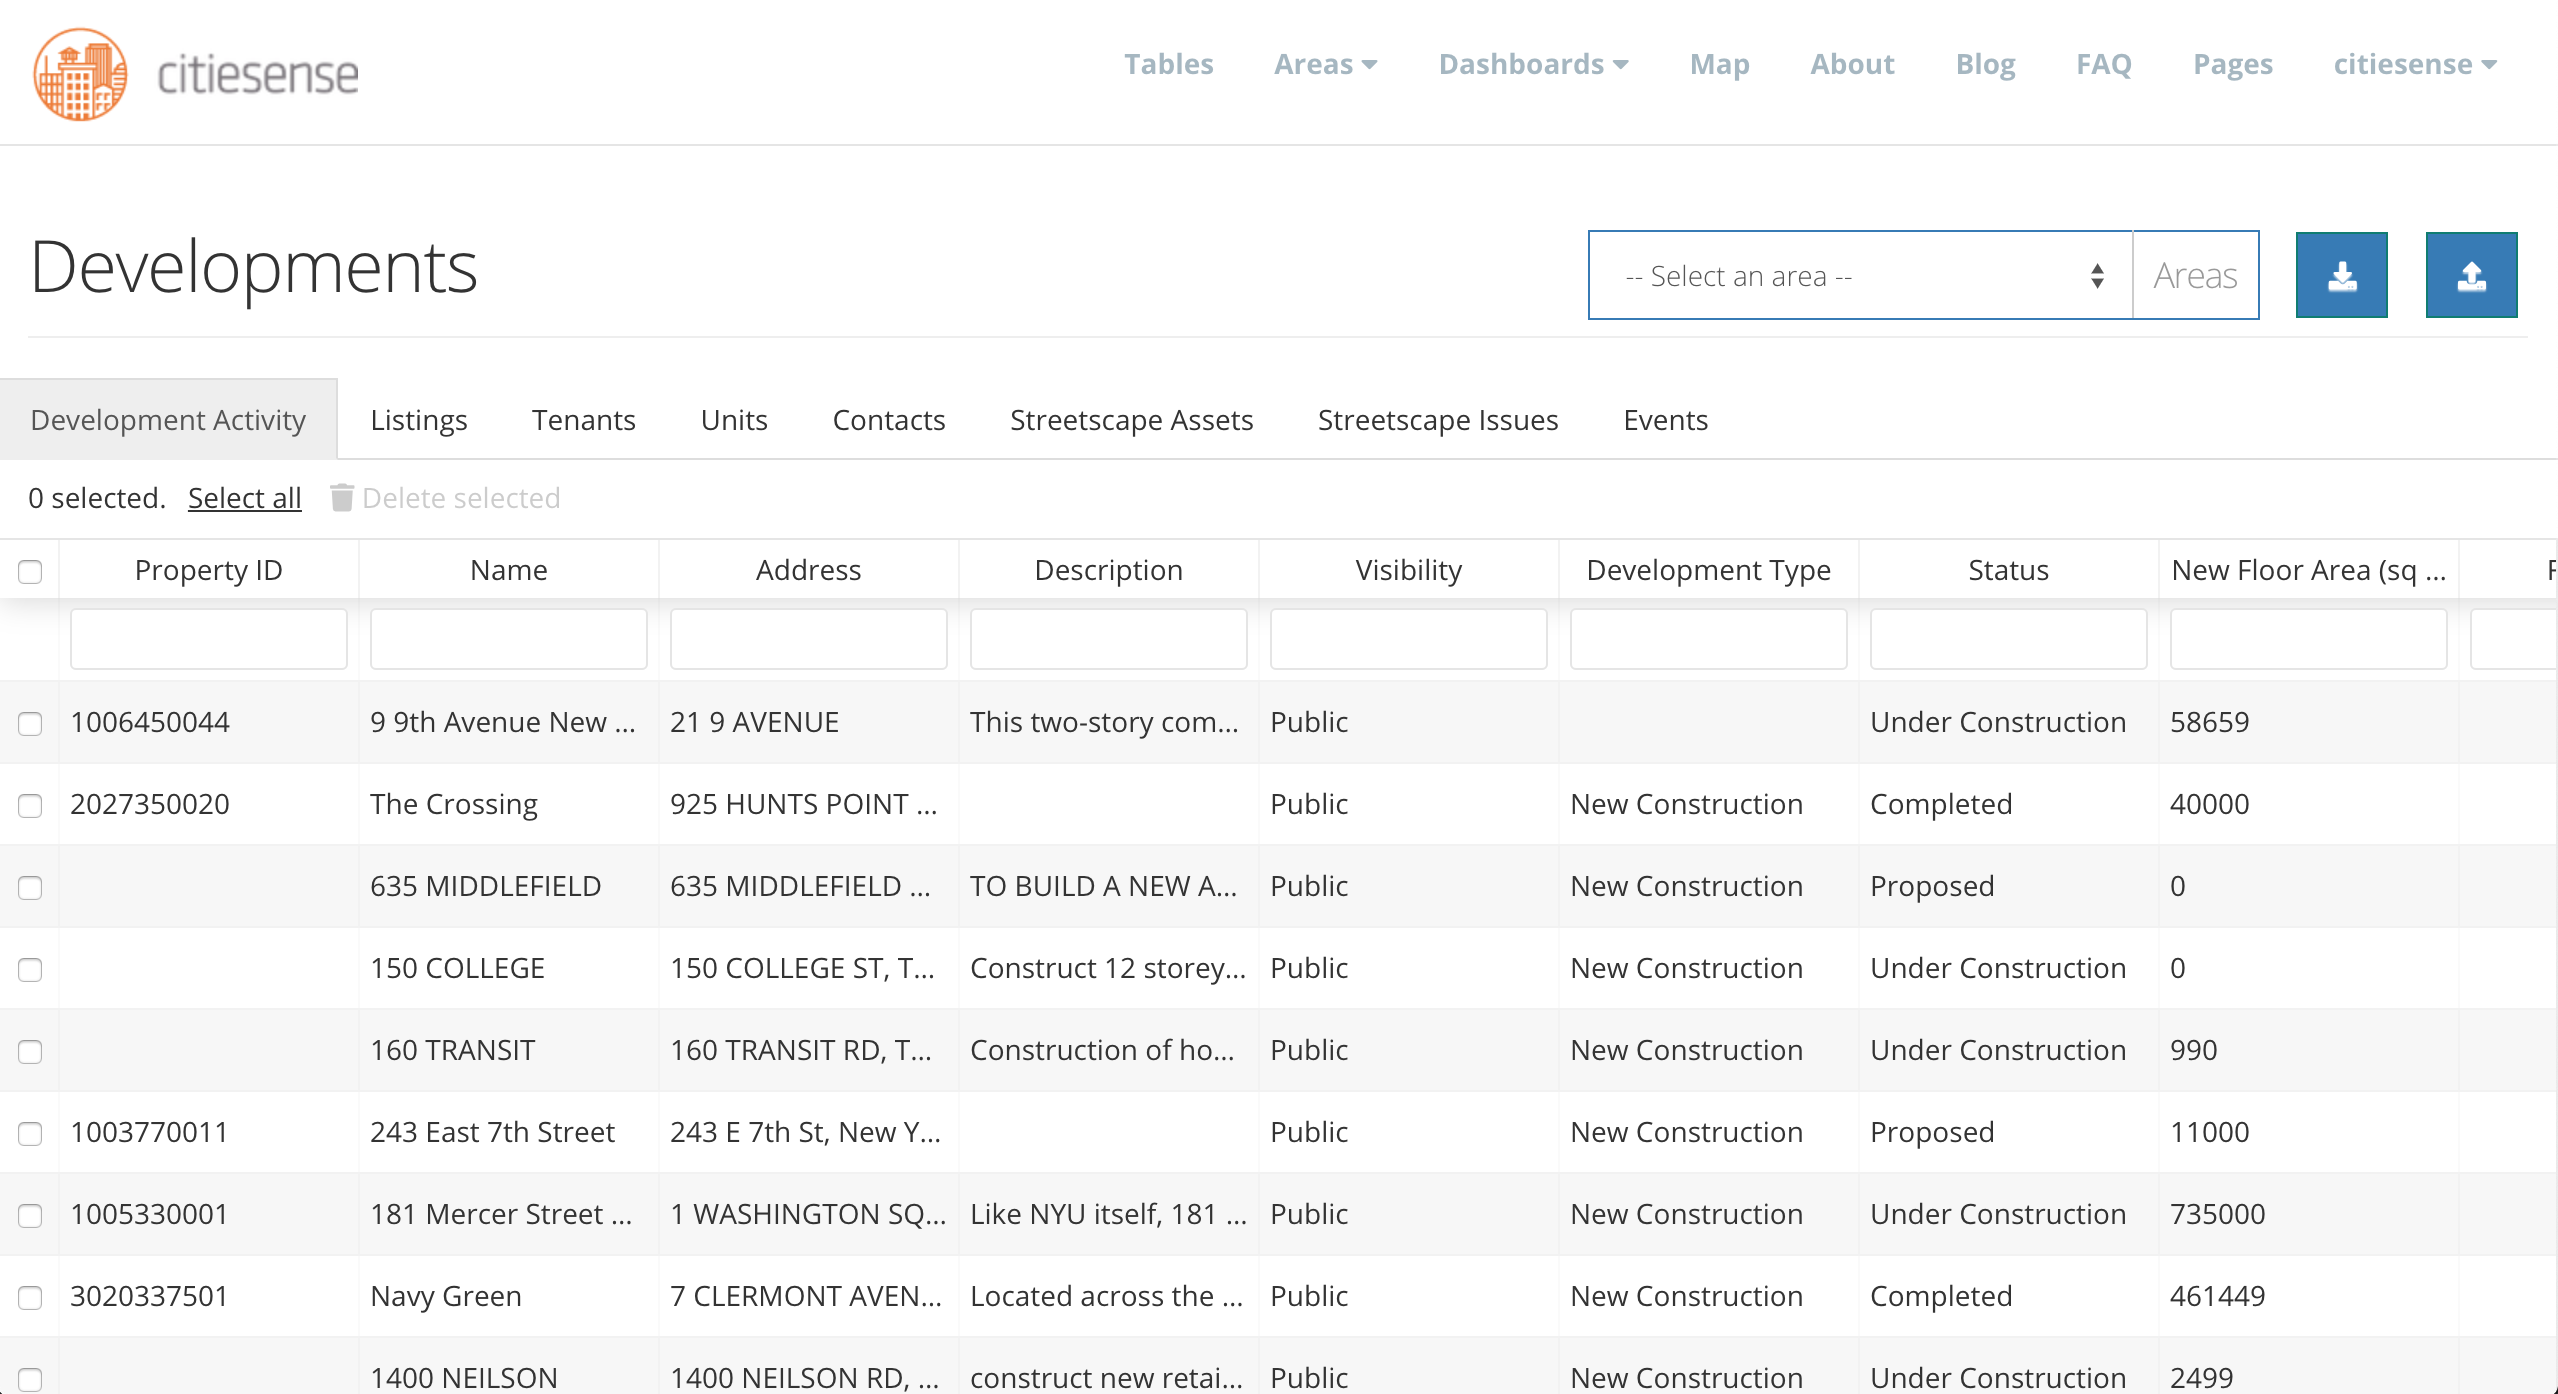 citiesense
Tables Areas Dashboards Map About Blog FAQ Pages citiesense
Developments
-- Select an area -- Areas
Development Activity Listings Tenants Units Contacts Streetscape Assets Streetscape Issues Events
0 selected. Select all Delete selected
Property ID Name Address Description Visibility Development Type Status New Floor Area (sq ...
1006450044 9 9th Avenue New ... 21 9 AVENUE This two-story com... Public Under Construction 58659
2027350020 The Crossing 925 HUNTS POINT ... Public New Construction Completed 40000
635 MIDDLEFIELD 635 MIDDLEFIELD ... TO BUILD A NEW A... Public New Construction Proposed 0
150 COLLEGE 150 COLLEGE ST, T... Construct 12 storey... Public New Construction Under Construction 0
160 TRANSIT 160 TRANSIT RD, T... Construction of ho... Public New Construction Under Construction 990
1003770011 243 East 7th Street 243 E 7th St, New Y... Public New Construction Proposed 11000
1005330001 181 Mercer Street ... 1 WASHINGTON SQ... Like NYU itself, 181 ... Public New Construction Under Construction 735000
3020337501 Navy Green 7 CLERMONT AVEN... Located across the ... Public New Construction Completed 461449
1400 NEILSON 1400 NEILSON RD, ... construct new retai... Public New Construction Under Construction 2499